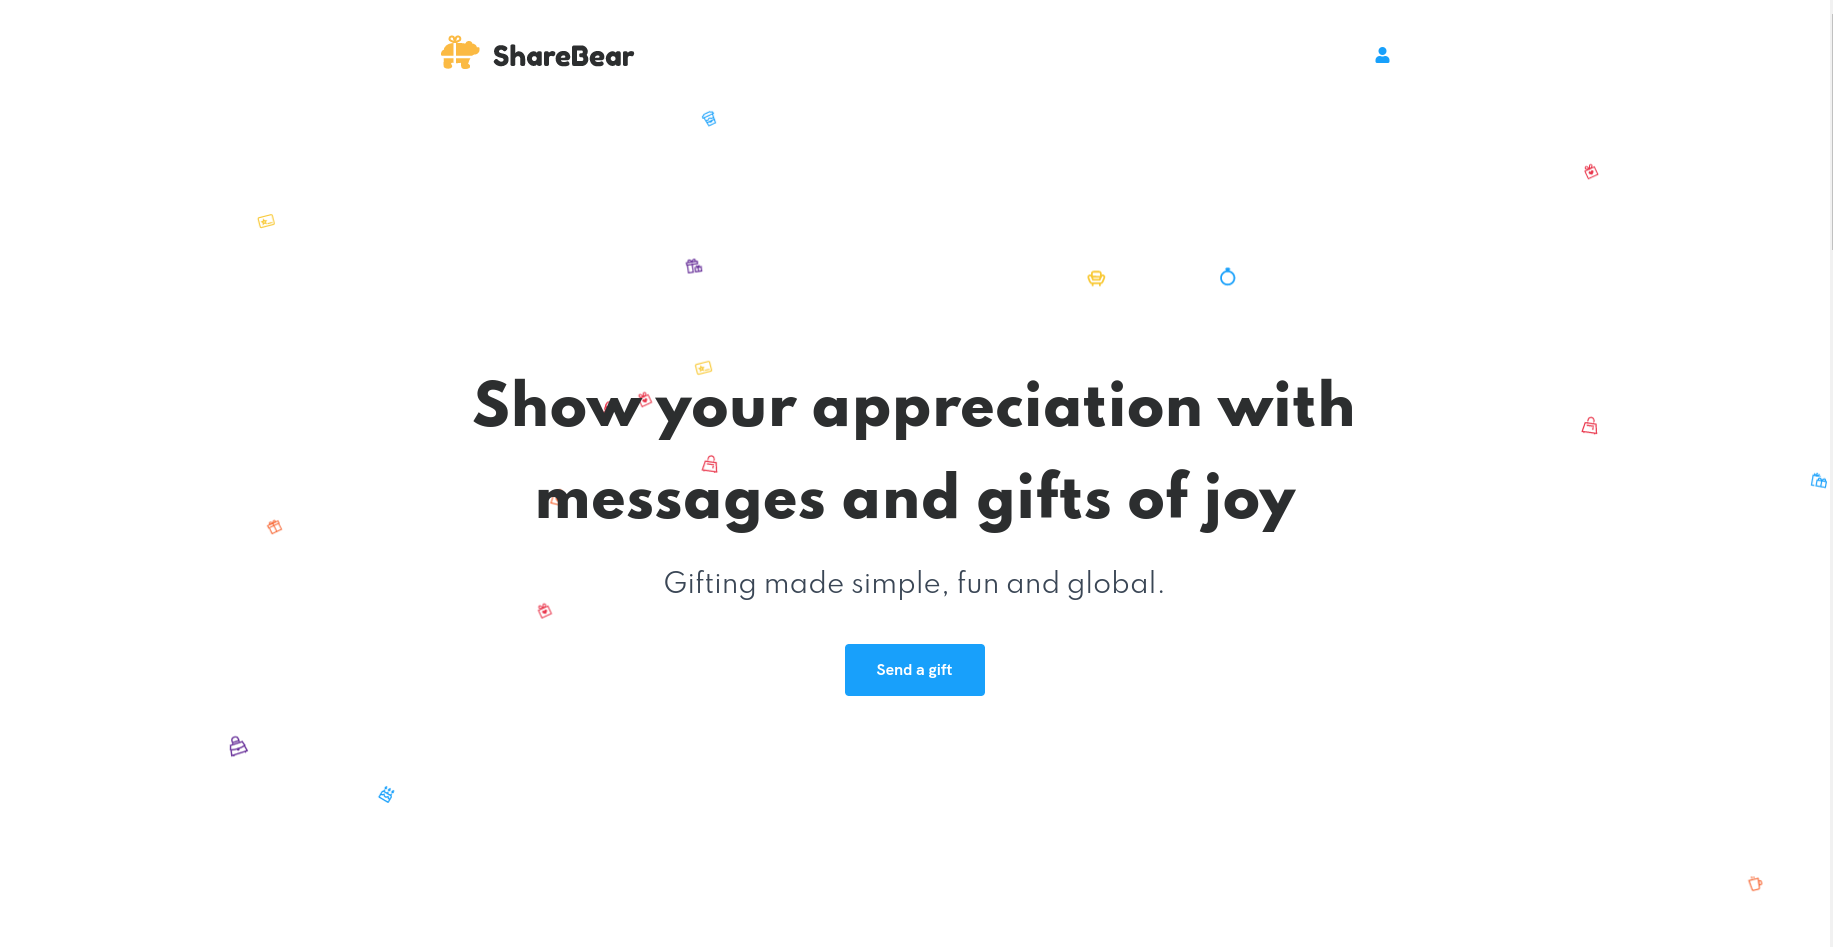 ShareBear
Show your appreciation with
messages and gifts of joy
Gifting made simple, fun and global.
Send a gift